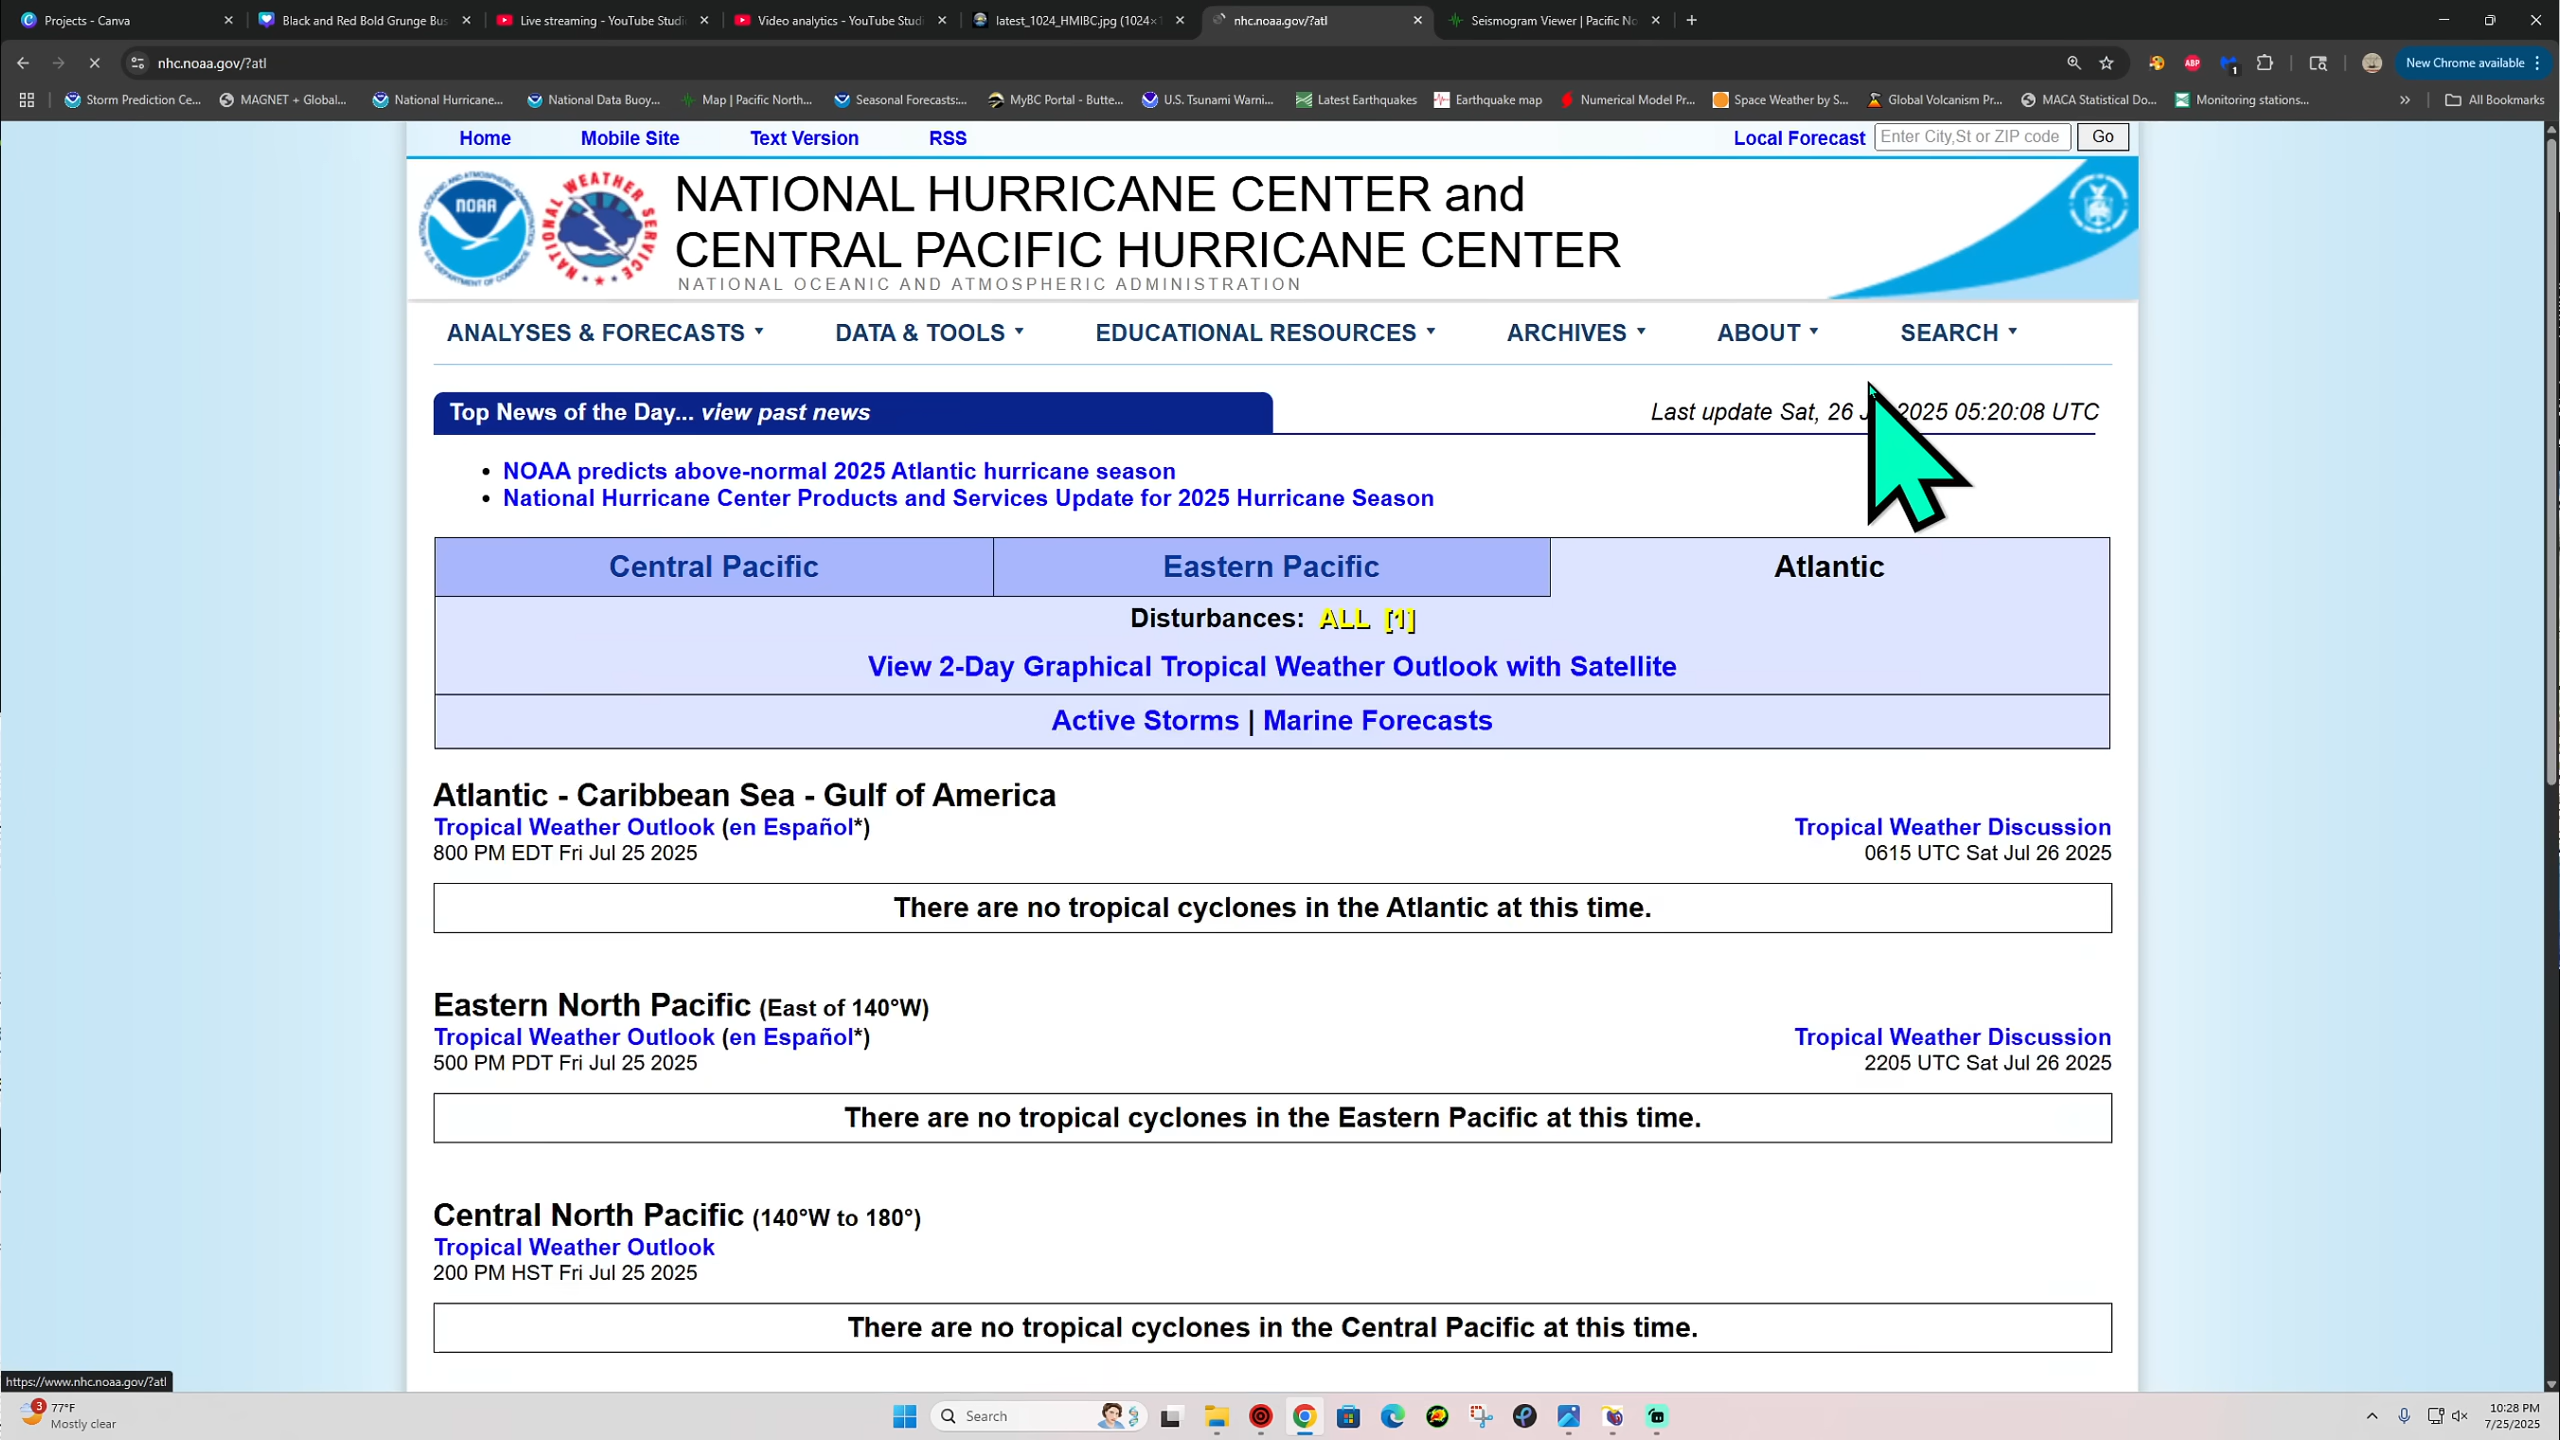 Projects - Canva
Black and Red Bold Grunge Bus
Live streaming - YouTube Studi
Video analytics - YouTube Studi
latest_1024_HMIBC.jpg (1024×1
nhc.noaa.gov/?atl
Seismogram Viewer | Pacific No
nhc.noaa.gov/?atl
ABP
1
New Chrome available
Storm Prediction Ce...
MAGNET + Global...
National Hurricane...
National Data Buoy...
Map | Pacific North...
Seasonal Forecasts:...
MyBC Portal - Butte...
U.S. Tsunami Warni...
Latest Earthquakes
Earthquake map
Numerical Model Pr...
Space Weather by S...
Global Volcanism Pr...
MACA Statistical Do...
Monitoring stations...
All Bookmarks
Home
Mobile Site
Text Version
RSS
Local Forecast
Enter City,St or ZIP code
Go
NOAA
NATIONAL WEATHER SERVICE
NATIONAL HURRICANE CENTER and
CENTRAL PACIFIC HURRICANE CENTER
NATIONAL OCEANIC AND ATMOSPHERIC ADMINISTRATION
ANALYSES & FORECASTS
DATA & TOOLS
EDUCATIONAL RESOURCES
ARCHIVES
ABOUT
SEARCH
Top News of the Day... view past news
Last update Sat, 26 J 2025 05:20:08 UTC
• NOAA predicts above-normal 2025 Atlantic hurricane season
• National Hurricane Center Products and Services Update for 2025 Hurricane Season
Central Pacific
Eastern Pacific
Atlantic
Disturbances: ALL [1]
View 2-Day Graphical Tropical Weather Outlook with Satellite
Active Storms | Marine Forecasts
Atlantic - Caribbean Sea - Gulf of America
Tropical Weather Outlook (en Español*)
Tropical Weather Discussion
800 PM EDT Fri Jul 25 2025
0615 UTC Sat Jul 26 2025
There are no tropical cyclones in the Atlantic at this time.
Eastern North Pacific (East of 140°W)
Tropical Weather Outlook (en Español*)
Tropical Weather Discussion
500 PM PDT Fri Jul 25 2025
2205 UTC Sat Jul 26 2025
There are no tropical cyclones in the Eastern Pacific at this time.
Central North Pacific (140°W to 180°)
Tropical Weather Outlook
200 PM HST Fri Jul 25 2025
There are no tropical cyclones in the Central Pacific at this time.
https://www.nhc.noaa.gov/?atl
3
77°F
Mostly clear
Search
10:28 PM
7/25/2025